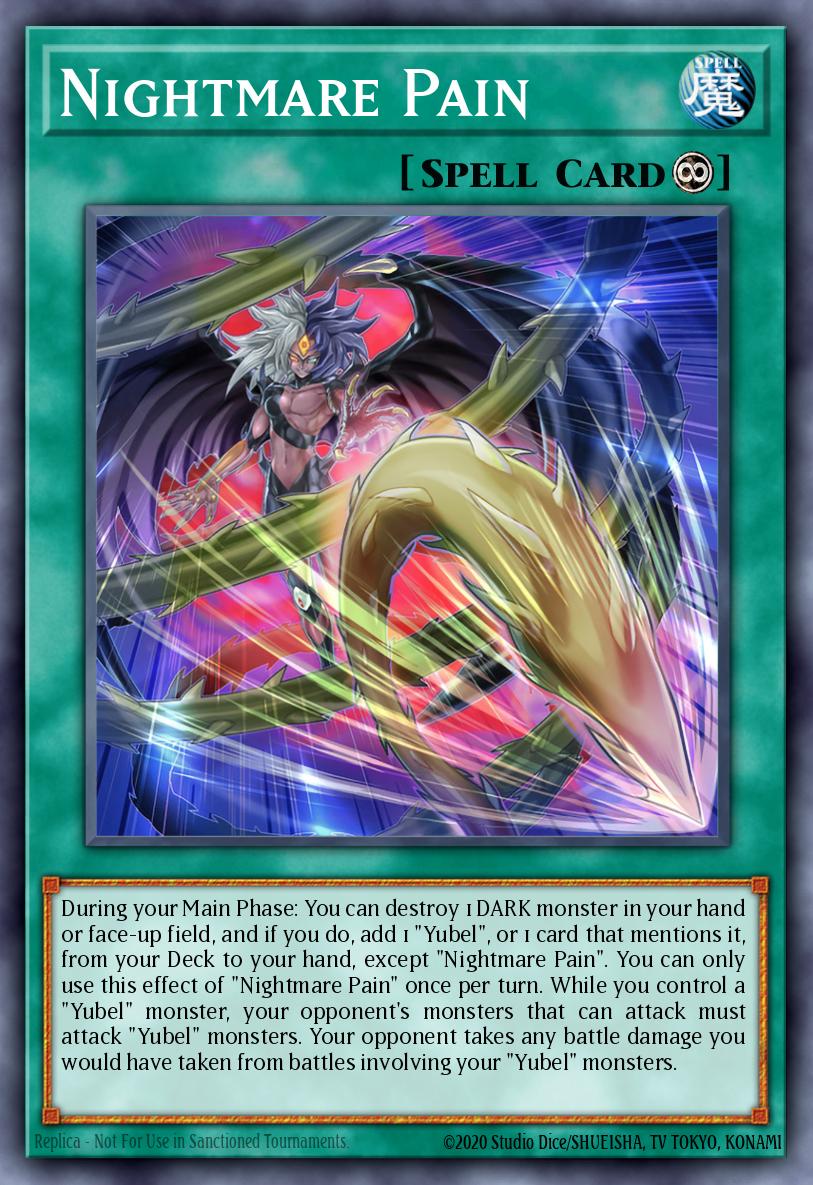 Nightmare Pain
SPELL
魔
[Spell Card]
During your Main Phase: You can destroy 1 DARK monster in your hand
or face-up field, and if you do, add 1 "Yubel", or 1 card that mentions it,
from your Deck to your hand, except "Nightmare Pain". You can only
use this effect of "Nightmare Pain" once per turn. While you control a
"Yubel" monster, your opponent's monsters that can attack must
attack "Yubel" monsters. Your opponent takes any battle damage you
would have taken from battles involving your "Yubel" monsters.
Replica - Not For Use in Sanctioned Tournaments.
©2020 Studio Dice/SHUEISHA, TV TOKYO, KONAMI